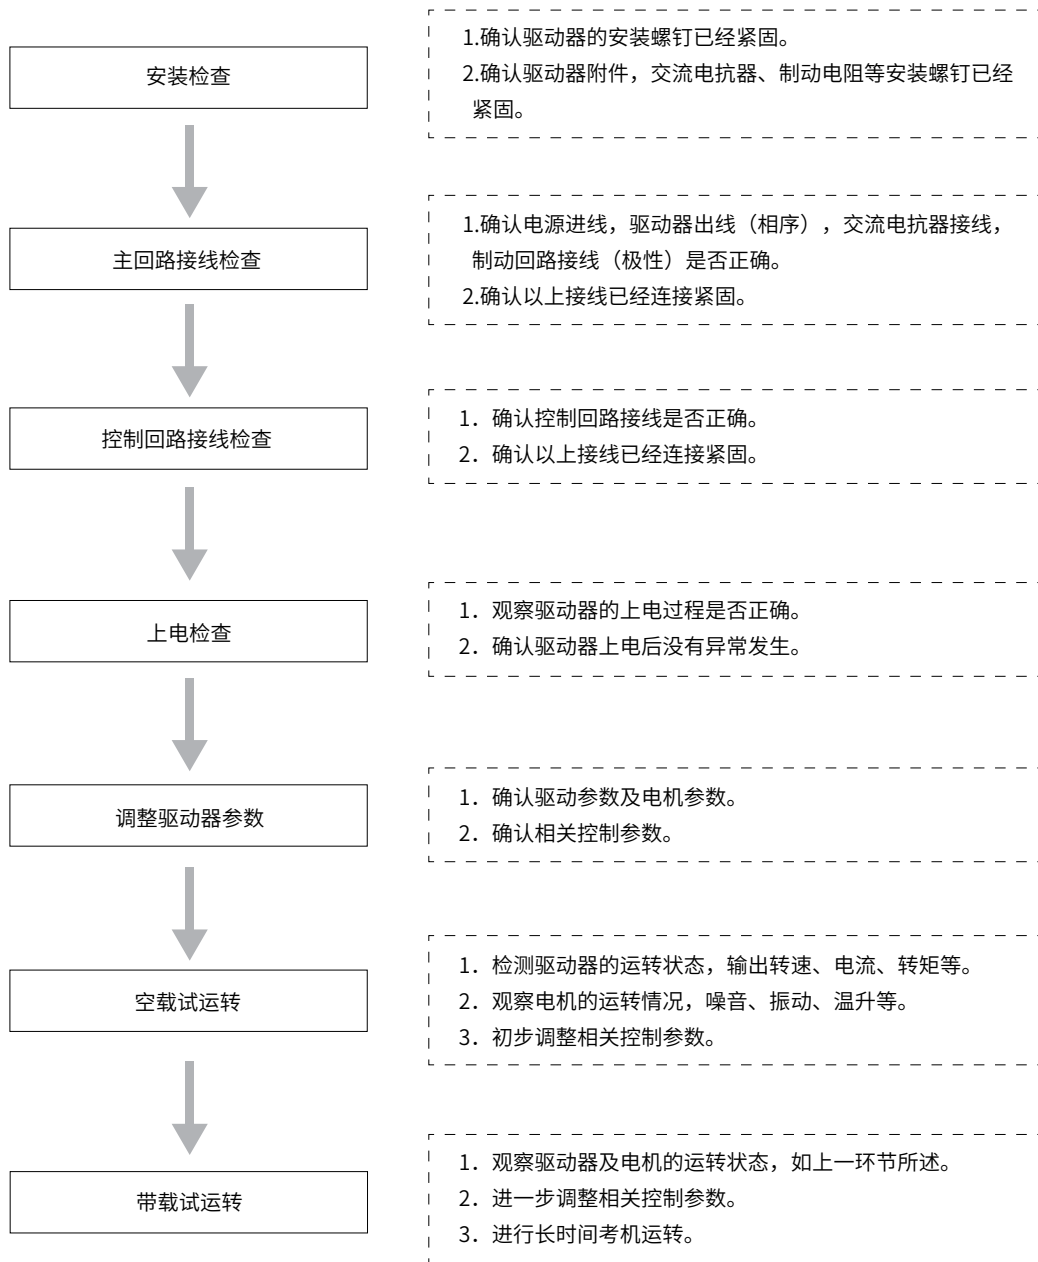 安装检查
1.确认驱动器的安装螺钉已经紧固。
2.确认驱动器附件，交流电抗器、制动电阻等安装螺钉已经
紧固。
主回路接线检查
1.确认电源进线，驱动器出线（相序），交流电抗器接线，
制动回路接线（极性）是否正确。
2.确认以上接线已经连接紧固。
控制回路接线检查
1. 确认控制回路接线是否正确。
2. 确认以上接线已经连接紧固。
上电检查
1. 观察驱动器的上电过程是否正确。
2. 确认驱动器上电后没有异常发生。
调整驱动器参数
1. 确认驱动参数及电机参数。
2. 确认相关控制参数。
空载试运转
1. 检测驱动器的运转状态，输出转速、电流、转矩等。
2. 观察电机的运转情况，噪音、振动、温升等。
3. 初步调整相关控制参数。
带载试运转
1. 观察驱动器及电机的运转状态，如上一环节所述。
2. 进一步调整相关控制参数。
3. 进行长时间考机运转。